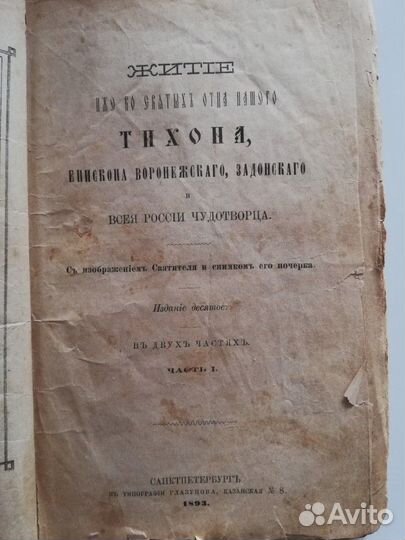 ЖИТІЕ
ИЖЕ ВО СВЯТЫХЪ ОТЦА НАШЕГО
ТИХОНА,
ЕПИСКОПА ВОРОНЕЖСКАГО, ЗАДОНСКАГО
И
ВСЕЯ РОССІИ ЧУДОТВОРЦА.
Съ изображеніемъ Святителя и снимкомъ его почерка.
Изданіе десятое.
ВЪ ДВУХЪ ЧАСТЯХЪ.
ЧАСТЬ I.
САНКТПЕТЕРБУРГЪ
ВЪ ТИПОГРАФІИ ГЛАЗУНОВА, КАЗАНСКАЯ № 8.
1893.
Avito